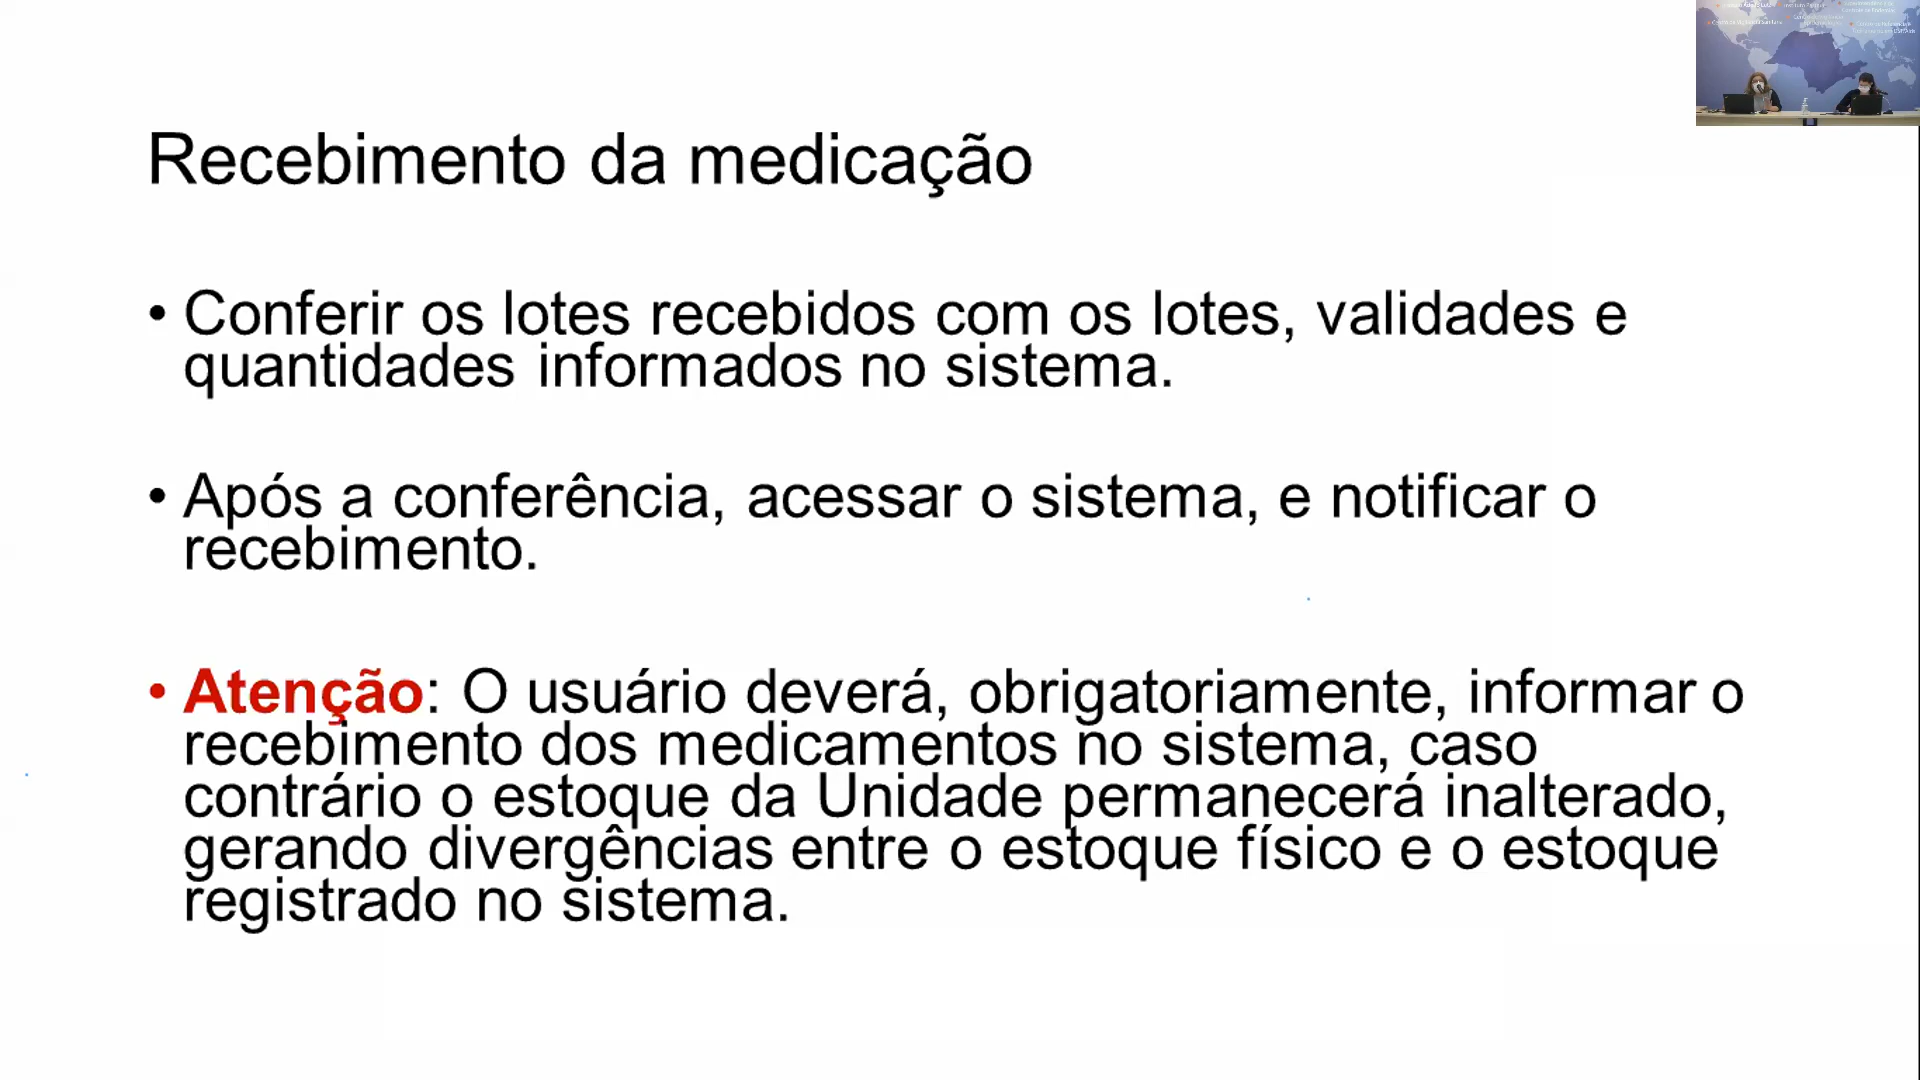 Recebimento da medicação
• Conferir os lotes recebidos com os lotes, validades e
quantidades informados no sistema.
• Após a conferência, acessar o sistema, e notificar o
recebimento.
• Atenção: O usuário deverá, obrigatoriamente, informar o
recebimento dos medicamentos no sistema, caso
contrário o estoque da Unidade permanecerá inalterado,
gerando divergências entre o estoque físico e o estoque
registrado no sistema.